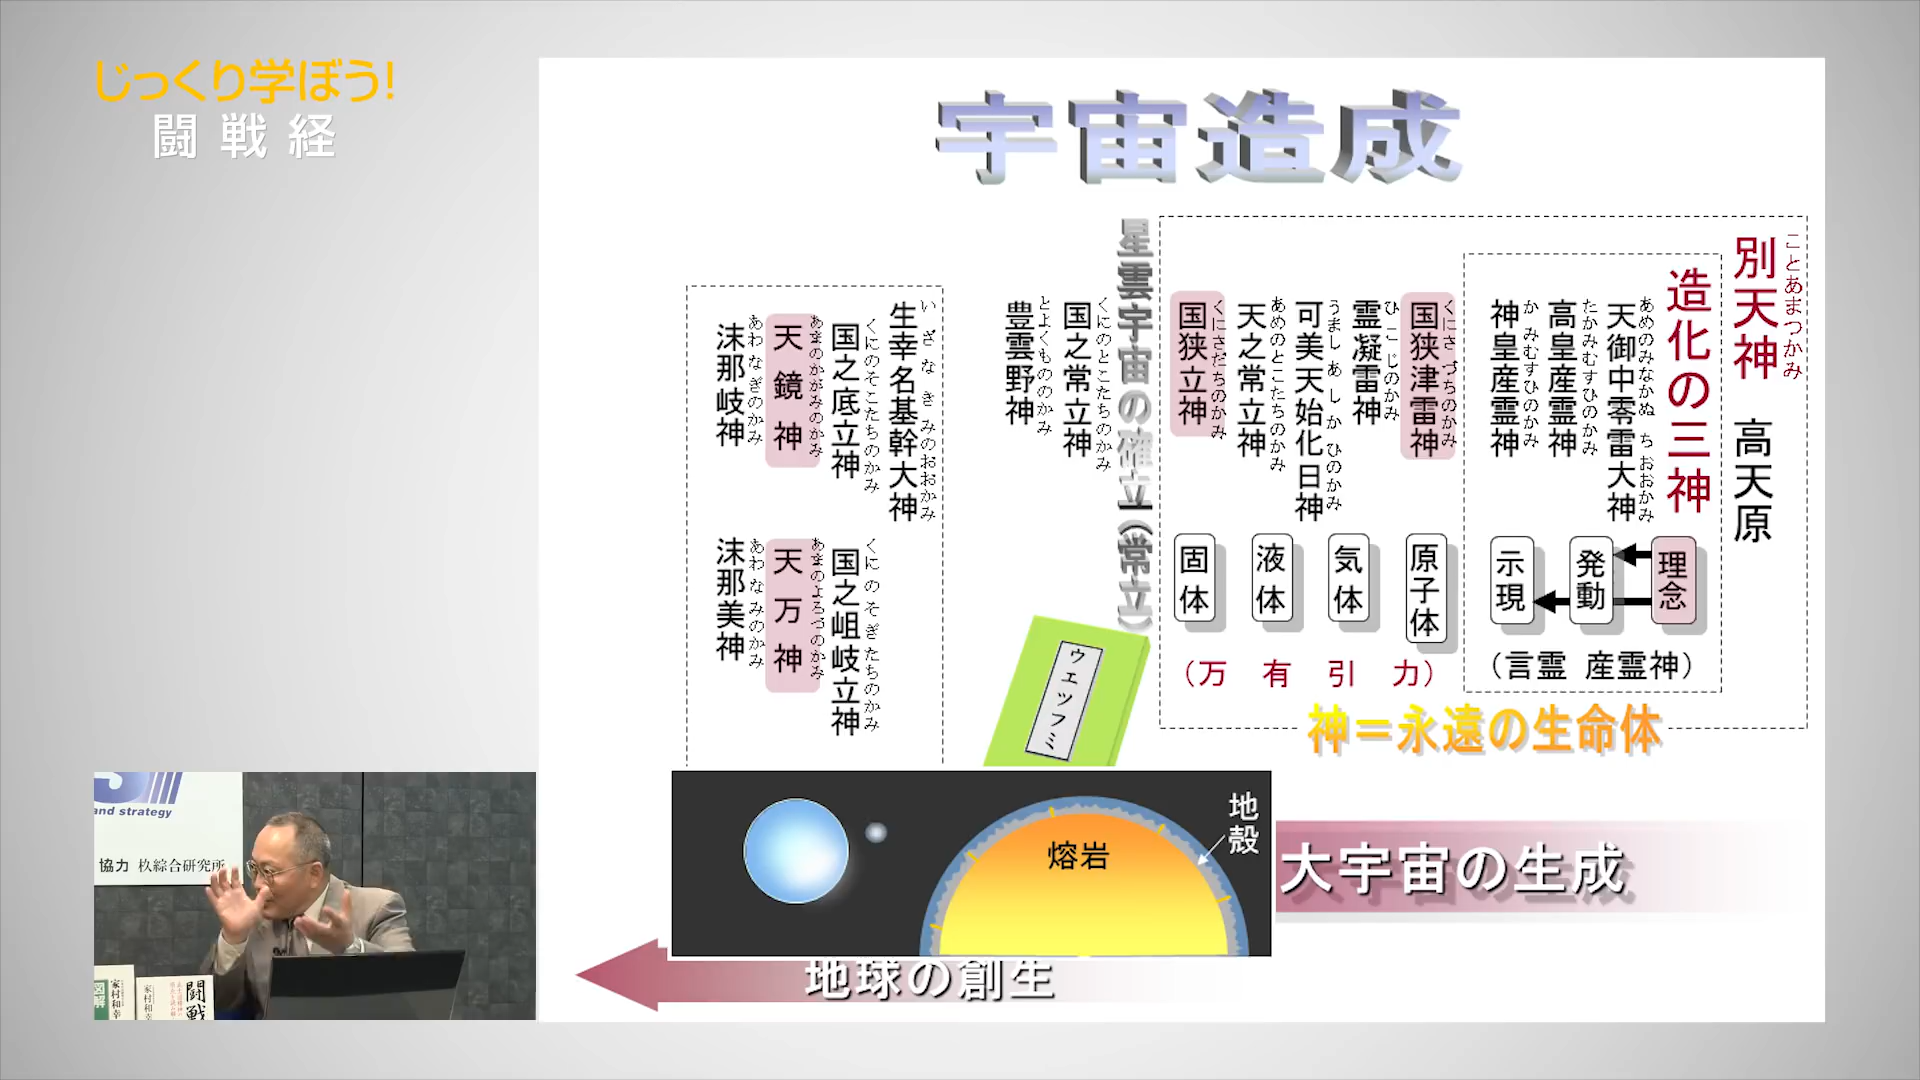 じっくり学ぼう!
闘戦経
宇宙造成
別天神 高天原
ことあまつかみ
造化の三神
天御中零雷大神
あめのみなかぬ ち おおかみ
高皇産霊神
たかみむすひのかみ
神皇産霊神
か みむすひのかみ
理念
発動
示現
(言霊 産霊神)
国狭津雷神
くにさ づちのかみ
霊凝雷神
ひ こ じのかみ
可美天始化日神
うまし あ し か ひのかみ
天之常立神
あめのとこたちのかみ
国狭立神
くにさだちのかみ
原子体
気体
液体
固体
(万有引力)
神=永遠の生命体
星雲宇宙の確立(常立)
国之常立神
くにのとこたちのかみ
豊雲野神
とよくもののかみ
ウエツフミ
生幸名基幹大神
い ざ な き みのおおかみ
国之底立神
くにのそこたちのかみ
天鏡神
あまのかがみのかみ
沫那岐神
あわなぎのかみ
国之岨岐立神
くに の そ ぎ たちのかみ
天万神
あまのよろづのかみ
沫那美神
あわなみのかみ
地殻
熔岩
大宇宙の生成
地球の創生
and strategy
協力 杦綜合研究所
図解
家村和幸
家村和幸
闘戦